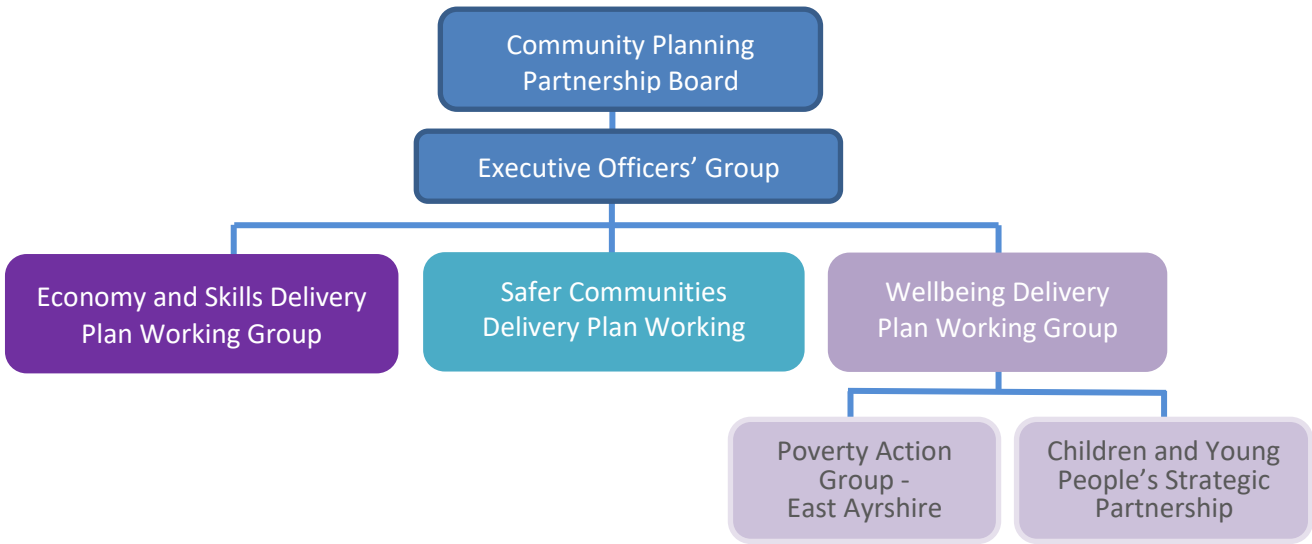 Community Planning
Partnership Board
Executive Officers’ Group
Economy and Skills Delivery
Plan Working Group
Safer Communities
Delivery Plan Working
Wellbeing Delivery
Plan Working Group
Poverty Action
Group -
East Ayrshire
Children and Young
People’s Strategic
Partnership